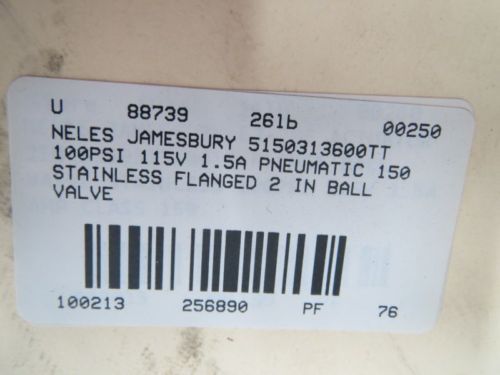 U 88739 26lb 00250
NELES JAMESBURY 5150313600TT
100PSI 115V 1.5A PNEUMATIC 150
STAINLESS FLANGED 2 IN BALL
VALVE
100213 256890 PF 76